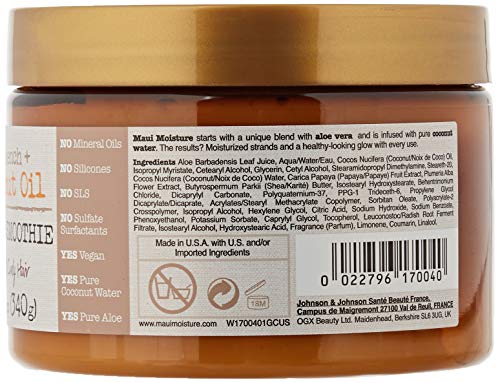 ench +
t Oil
SMOOTHIE
Curly Hair
. 340g)
NO Mineral Oils
NO Silicones
NO SLS
NO Sulfate
Surfactants
YES Vegan
YES Pure
Coconut Water
YES Pure Aloe
Maui Moisture starts with a unique blend with aloe vera and is infused with pure coconut
water. The results? Moisturized strands and a healthy-looking glow with every use.
Ingredients Aloe Barbadensis Leaf Juice, Aqua/Water/Eau, Cocos Nucifera (Coconut/Noix de Coco) Oil,
Isopropyl Myristate, Cetearyl Alcohol, Glycerin, Cetyl Alcohol, Stearamidopropyl Dimethylamine, Steareth-20,
Cocos Nucifera (Coconut/Noix de Coco) Water, Carica Papaya (Papaya/Papaye) Fruit Extract, Plumeria Alba
Flower Extract, Butyrospermum Parkii (Shea/Karité) Butter, Isostearyl Hydroxystearate, Behentrimonium
Chloride, Dicaprylyl Carbonate, Polyquaternium-37, PPG-1 Trideceth-6, Propylene Glycol
Dicaprylate/Dicaprate, Acrylates/Stearyl Methacrylate Copolymer, Sorbitan Oleate, Polyacrylate-1
Crosspolymer, Isopropyl Alcohol, Hexylene Glycol, Citric Acid, Sodium Hydroxide, Sodium Benzoate,
Phenoxyethanol, Potassium Sorbate, Caprylyl Glycol, Tocopherol, Leuconostoc/Radish Root Ferment
Filtrate, Isostearyl Alcohol, Hydroxystearic Acid, Fragrance (Parfum), Limonene, Coumarin, Linalool
Made in U.S.A. with U.S. and/or
Imported Ingredients
18M
www.mauimoisture.com W1700401GCUS
0 022796 170040
Johnson & Johnson Santé Beauté France.
Campus de Maigremont 27100 Val de Reuil, FRANCE
OGX Beauty Ltd. Maidenhead, Berkshire SL6 3UG, UK